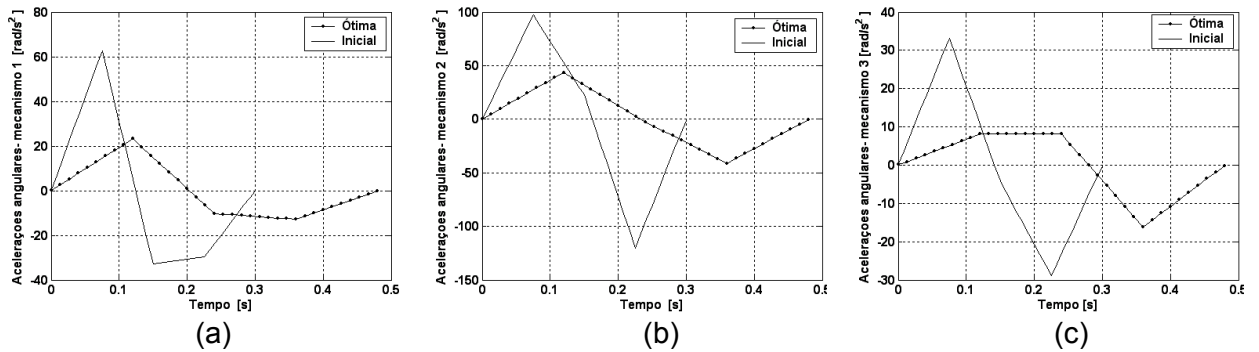 Acelerações angulares- mecanismo 1 [rad/s²]
80
60
40
20
0
-20
-40
0
0.1
0.2
0.3
0.4
0.5
Tempo [s]
Ótima
Inicial
(a)
Aceleraçoes angulares- mecanismo 2 [rad/s²]
100
50
0
-50
-100
-150
0
0.1
0.2
0.3
0.4
0.5
Tempo [s]
Ótima
Inicial
(b)
Aceleraçoes angulares- mecanismo 3 [rad/s²]
40
30
20
10
0
-10
-20
-30
0
0.1
0.2
0.3
0.4
0.5
Tempo [s]
Ótima
Inicial
(c)